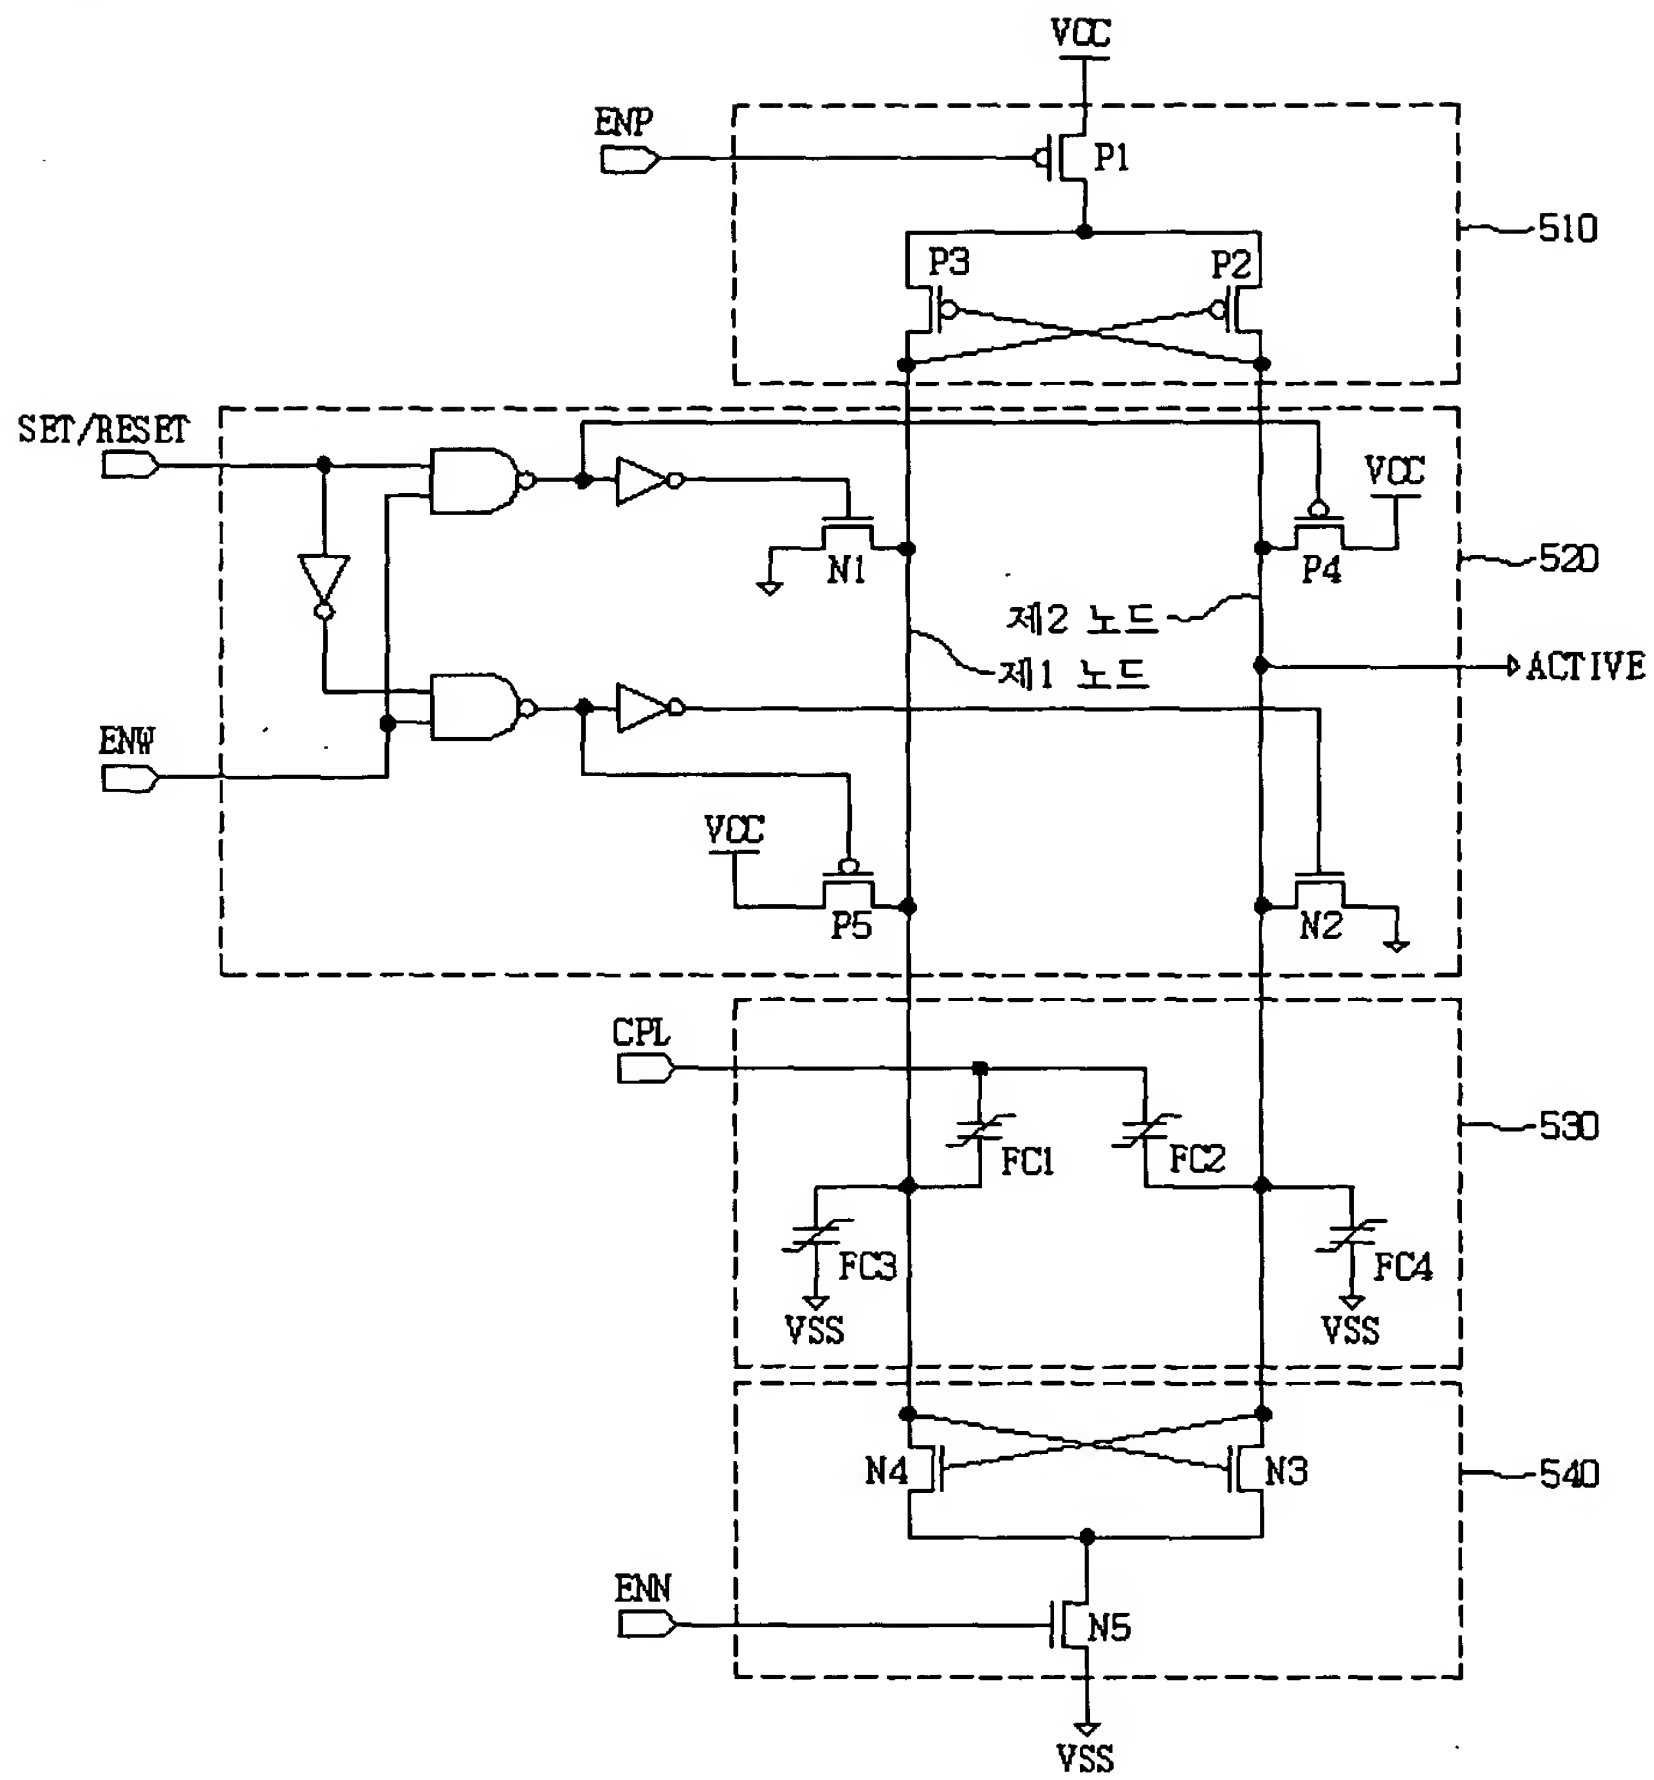 VCC
ENP
P1
510
P3
P2
SET/RESET
VCC
N1
P4
520
제2 노드
제1 노드
ACTIVE
ENW
VCC
P5
N2
CPL
530
FC1
FC2
FC3
FC4
VSS
VSS
N4
N3
540
ENN
N5
VSS